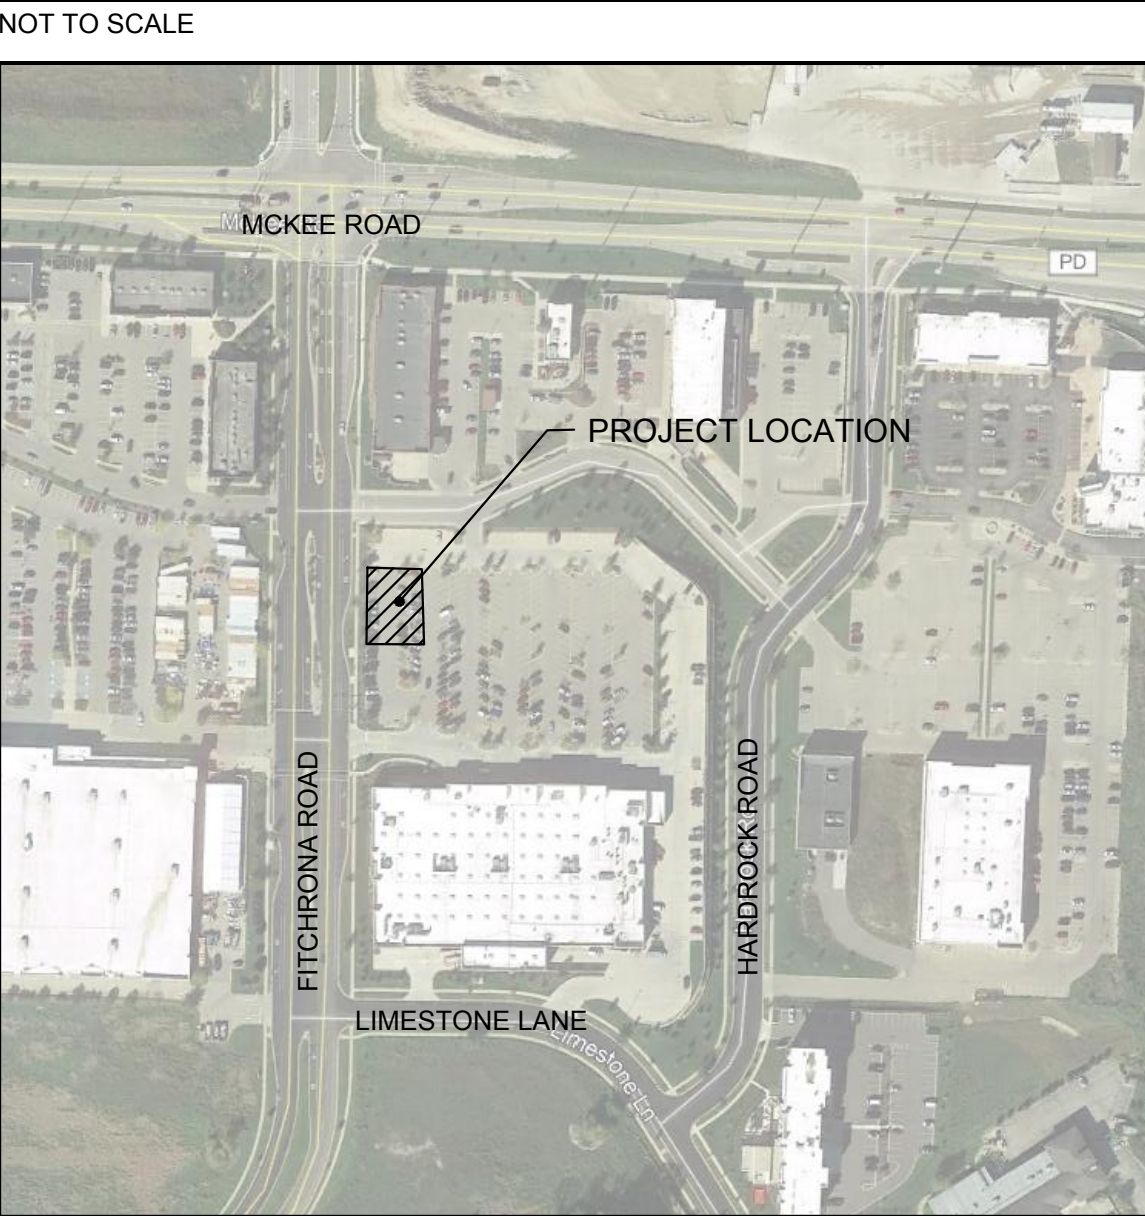 NOT TO SCALE
MCKEE ROAD
PD
PROJECT LOCATION
FITCHRONA ROAD
HARDROCK ROAD
LIMESTONE LANE
Limestone Ln